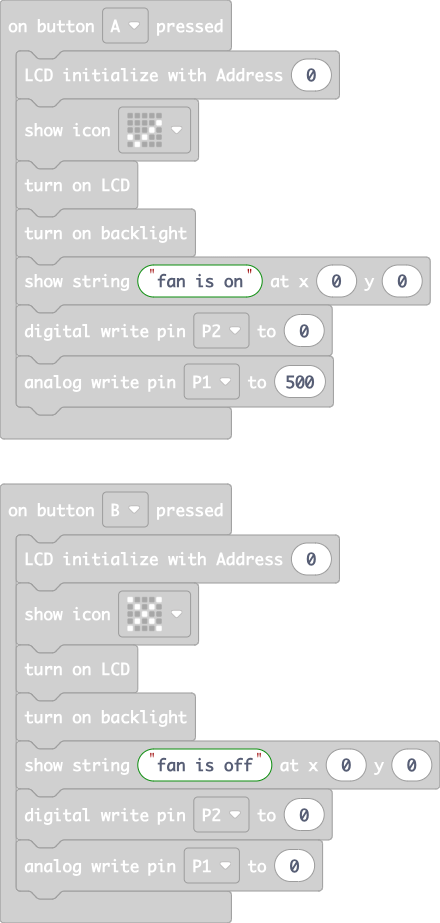 on button A pressed
LCD initialize with Address 0
show icon
turn on LCD
turn on backlight
show string "fan is on" at x 0 y 0
digital write pin P2 to 0
analog write pin P1 to 500
on button B pressed
LCD initialize with Address 0
show icon
turn on LCD
turn on backlight
show string "fan is off" at x 0 y 0
digital write pin P2 to 0
analog write pin P1 to 0